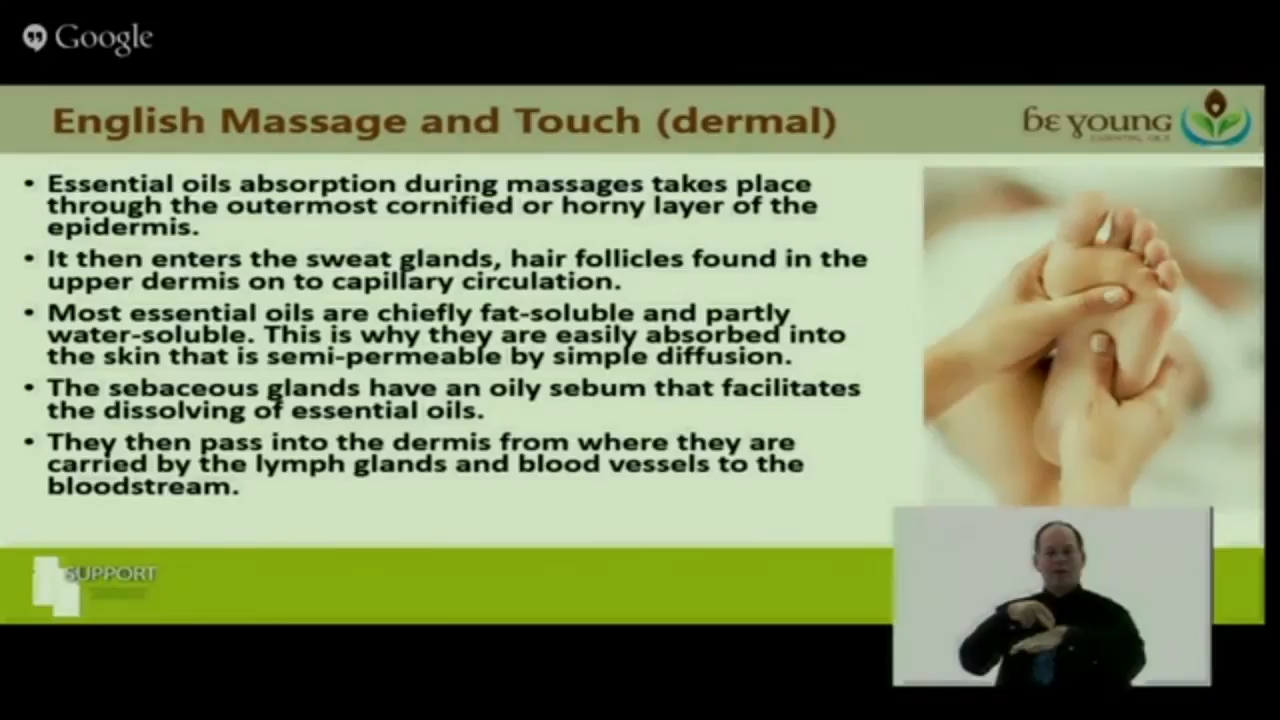 Google
English Massage and Touch (dermal)
be young
ESSENTIAL OILS
• Essential oils absorption during massages takes place
through the outermost cornified or horny layer of the
epidermis.
• It then enters the sweat glands, hair follicles found in the
upper dermis on to capillary circulation.
• Most essential oils are chiefly fat-soluble and partly
water-soluble. This is why they are easily absorbed into
the skin that is semi-permeable by simple diffusion.
• The sebaceous glands have an oily sebum that facilitates
the dissolving of essential oils.
• They then pass into the dermis from where they are
carried by the lymph glands and blood vessels to the
bloodstream.
SUPPORT